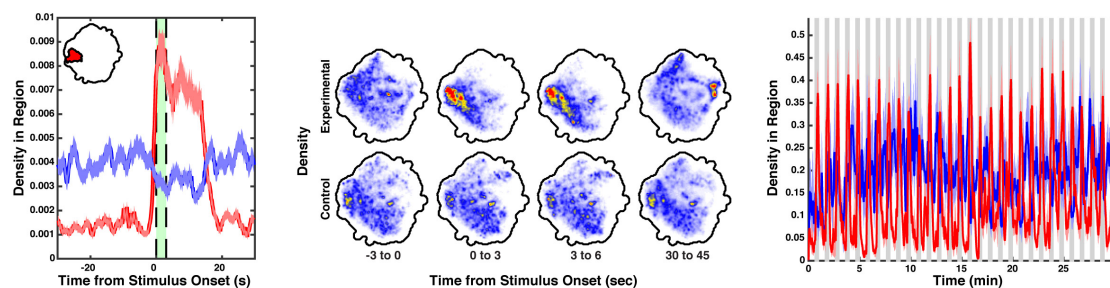 0.01
0.009
0.008
0.007
0.006
0.005
0.004
0.003
0.002
0.001
0
Density in Region
-20
0
20
Time from Stimulus Onset (s)
Density
Experimental
Control
-3 to 0
0 to 3
3 to 6
30 to 45
Time from Stimulus Onset (sec)
0.5
0.45
0.4
0.35
0.3
0.25
0.2
0.15
0.1
0.05
0
Density in Region
0
5
10
15
20
25
Time (min)